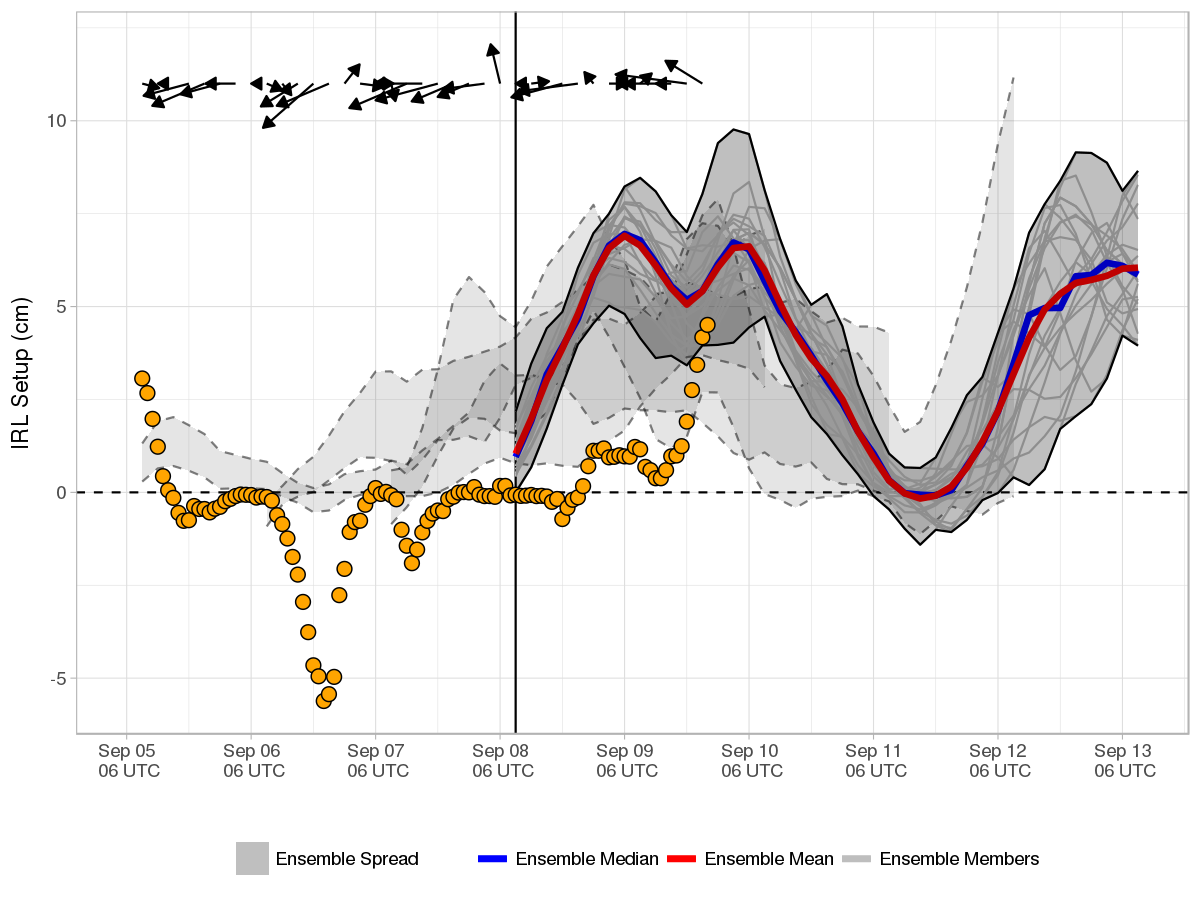 IRL Setup (cm)
10
5
0
-5
Sep 05 Sep 06 Sep 07 Sep 08 Sep 09 Sep 10 Sep 11 Sep 12 Sep 13
06 UTC 06 UTC 06 UTC 06 UTC 06 UTC 06 UTC 06 UTC 06 UTC 06 UTC
Ensemble Spread Ensemble Median Ensemble Mean Ensemble Members